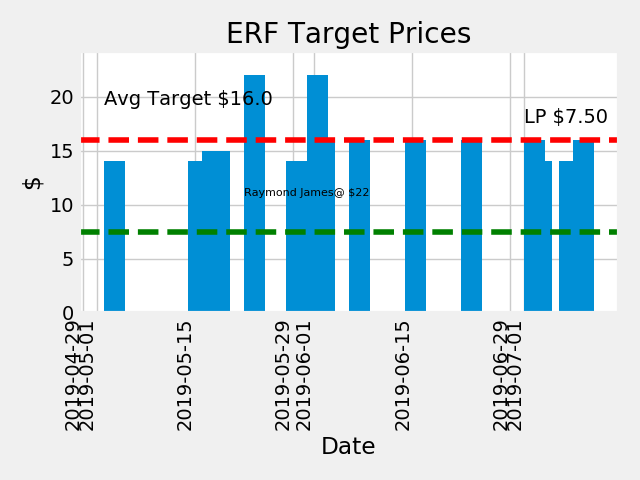 ERF Target Prices
Avg Target $16.0
LP $7.50
Raymond James@ $22
$
20
15
10
5
0
2019-04-29
2019-05-01
2019-05-15
2019-05-29
2019-06-01
2019-06-15
2019-06-29
2019-07-01
Date